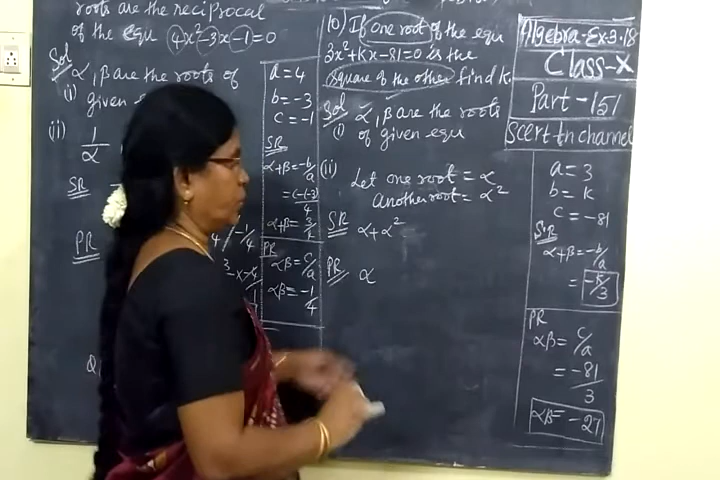 roots are the reciprocal
of the equ 4x²-3x-1=0
Sol α, β are the roots of
(i) given e
(ii) 1/α
SR
PR
a = 4
b = -3
c = -1
SR
α+β = -b/a
= -(-3)/4
α+β = 3/4
PR
αβ = c/a
αβ = -1/4
10) If one root of the equ
3x²+kx-81=0 is the
square of the other find k.
Sol α, β are the roots
(i) of given equ
(ii) Let one root = α
Another root = α²
SR α+α² =
PR α
Algebra-Ex-3.18
Class-X
Part-151
SCERT tn channel
a = 3
b = k
c = -81
SR
α+β = -b/a
= -k/3
PR
αβ = c/a
= -81/3
αβ = -27